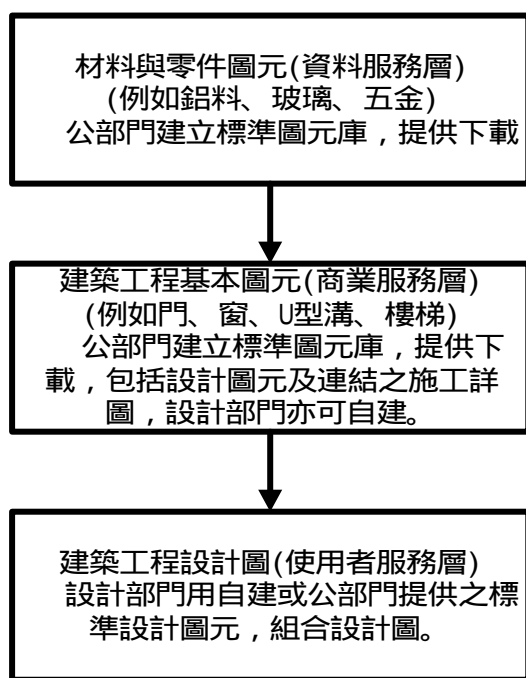 材料與零件圖元(資料服務層)
(例如鋁料、玻璃、五金)
公部門建立標準圖元庫，提供下載
建築工程基本圖元(商業服務層)
(例如門、窗、U型溝、樓梯)
公部門建立標準圖元庫，提供下
載，包括設計圖元及連結之施工詳
圖，設計部門亦可自建。
建築工程設計圖(使用者服務層)
設計部門用自建或公部門提供之標
準設計圖元，組合設計圖。